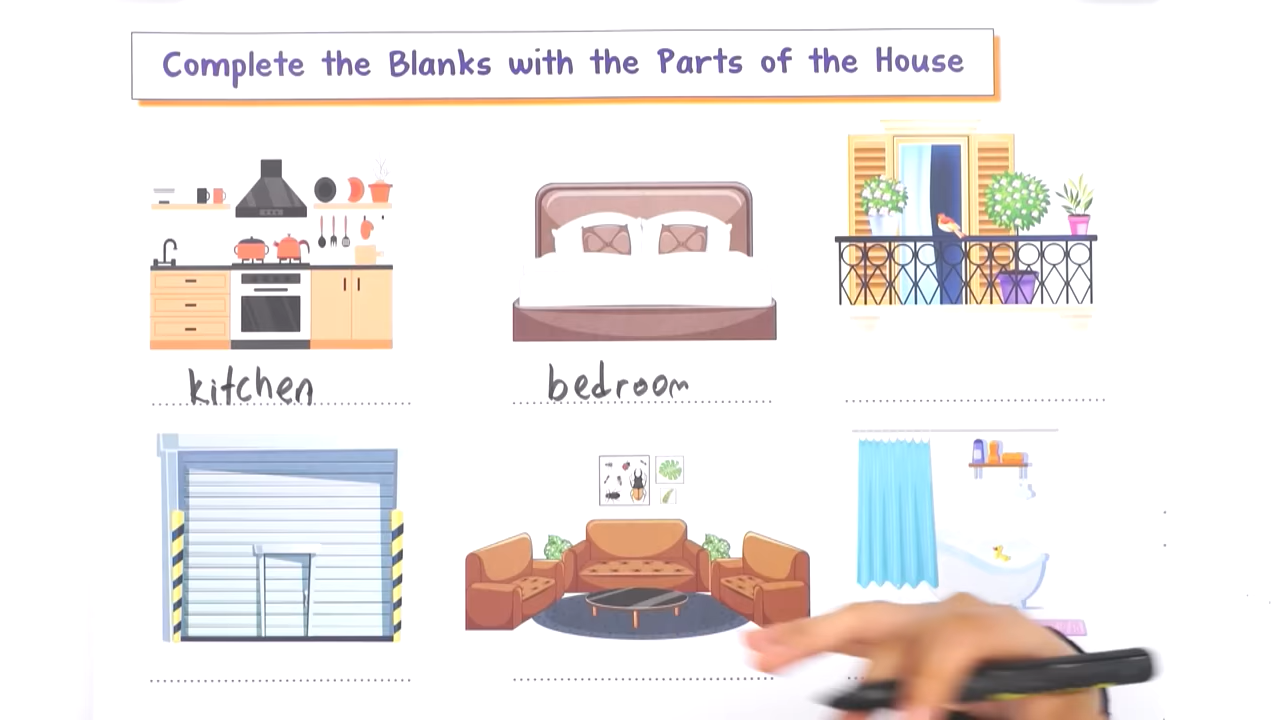 Complete the Blanks with the Parts of the House
kitchen
bedroom